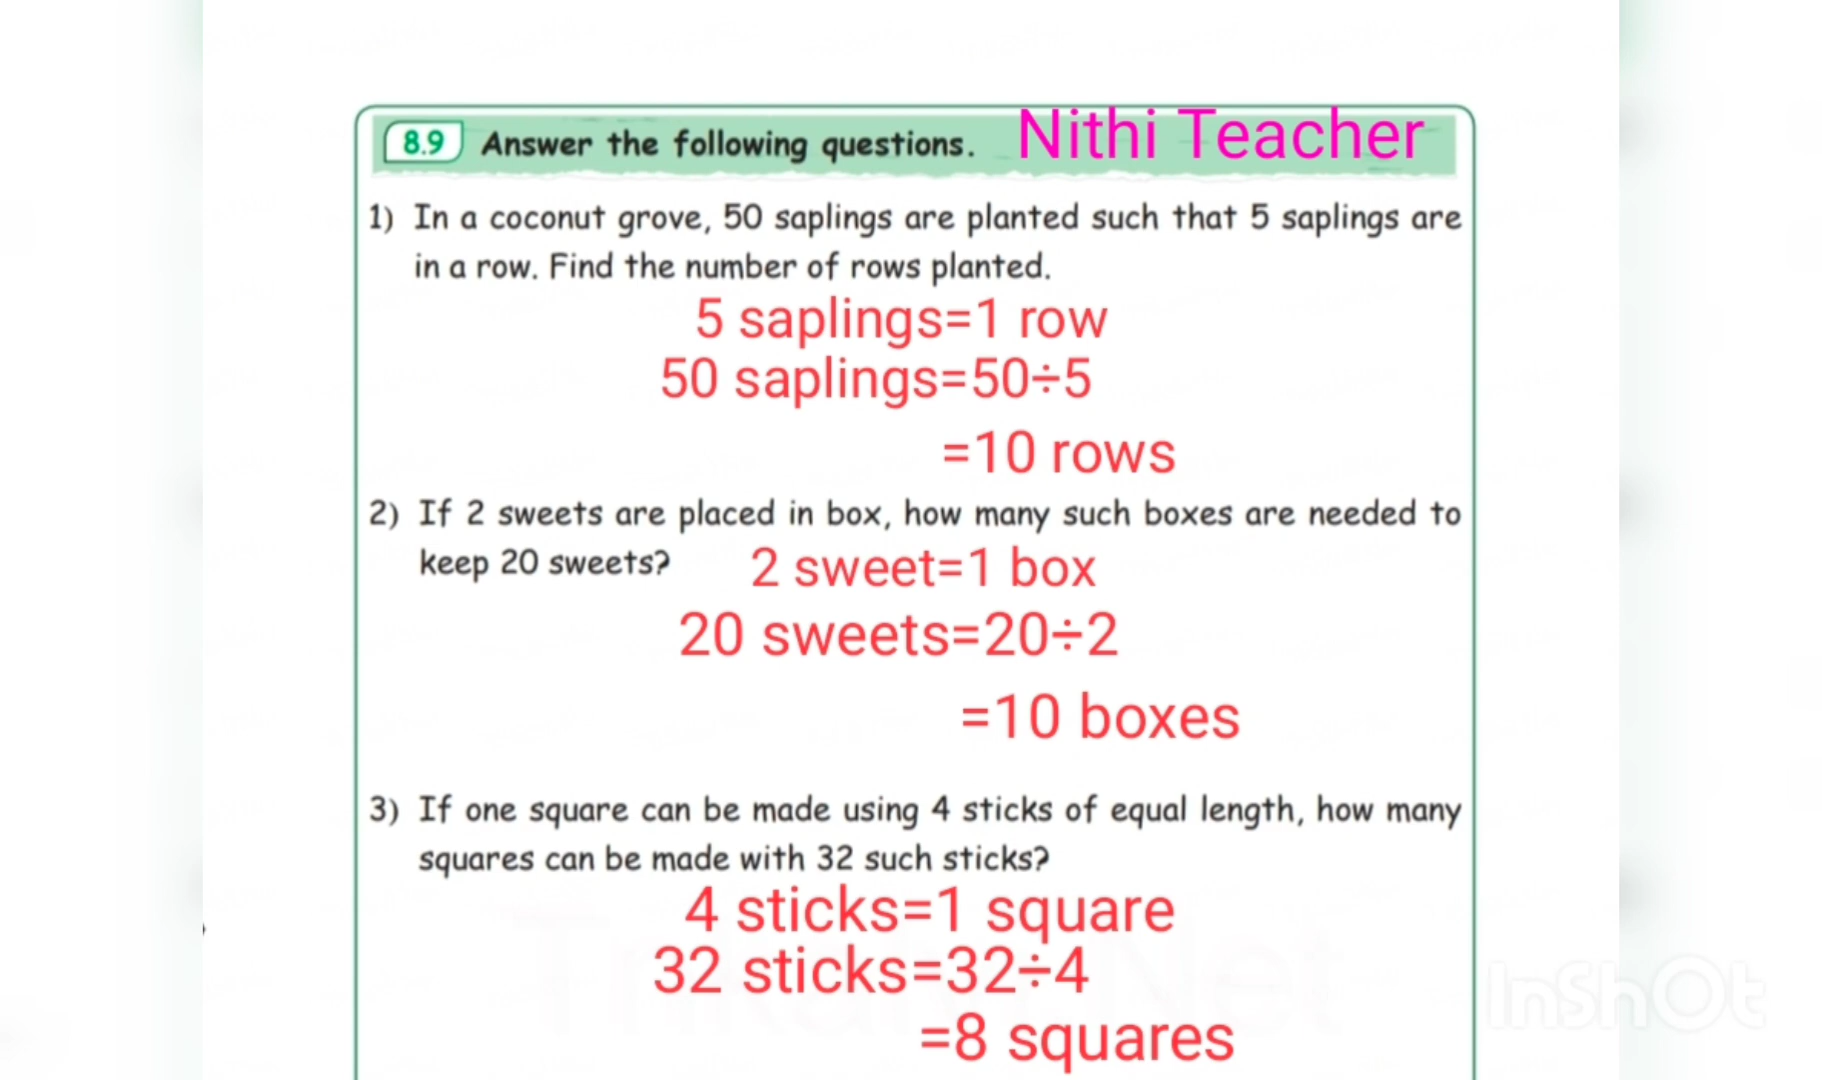 8.9 Answer the following questions. Nithi Teacher
1) In a coconut grove, 50 saplings are planted such that 5 saplings are
in a row. Find the number of rows planted.
5 saplings=1 row
50 saplings=50÷5
=10 rows
2) If 2 sweets are placed in box, how many such boxes are needed to
keep 20 sweets? 2 sweet=1 box
20 sweets=20÷2
=10 boxes
3) If one square can be made using 4 sticks of equal length, how many
squares can be made with 32 such sticks?
4 sticks=1 square
32 sticks=32÷4
=8 squares
InShOt